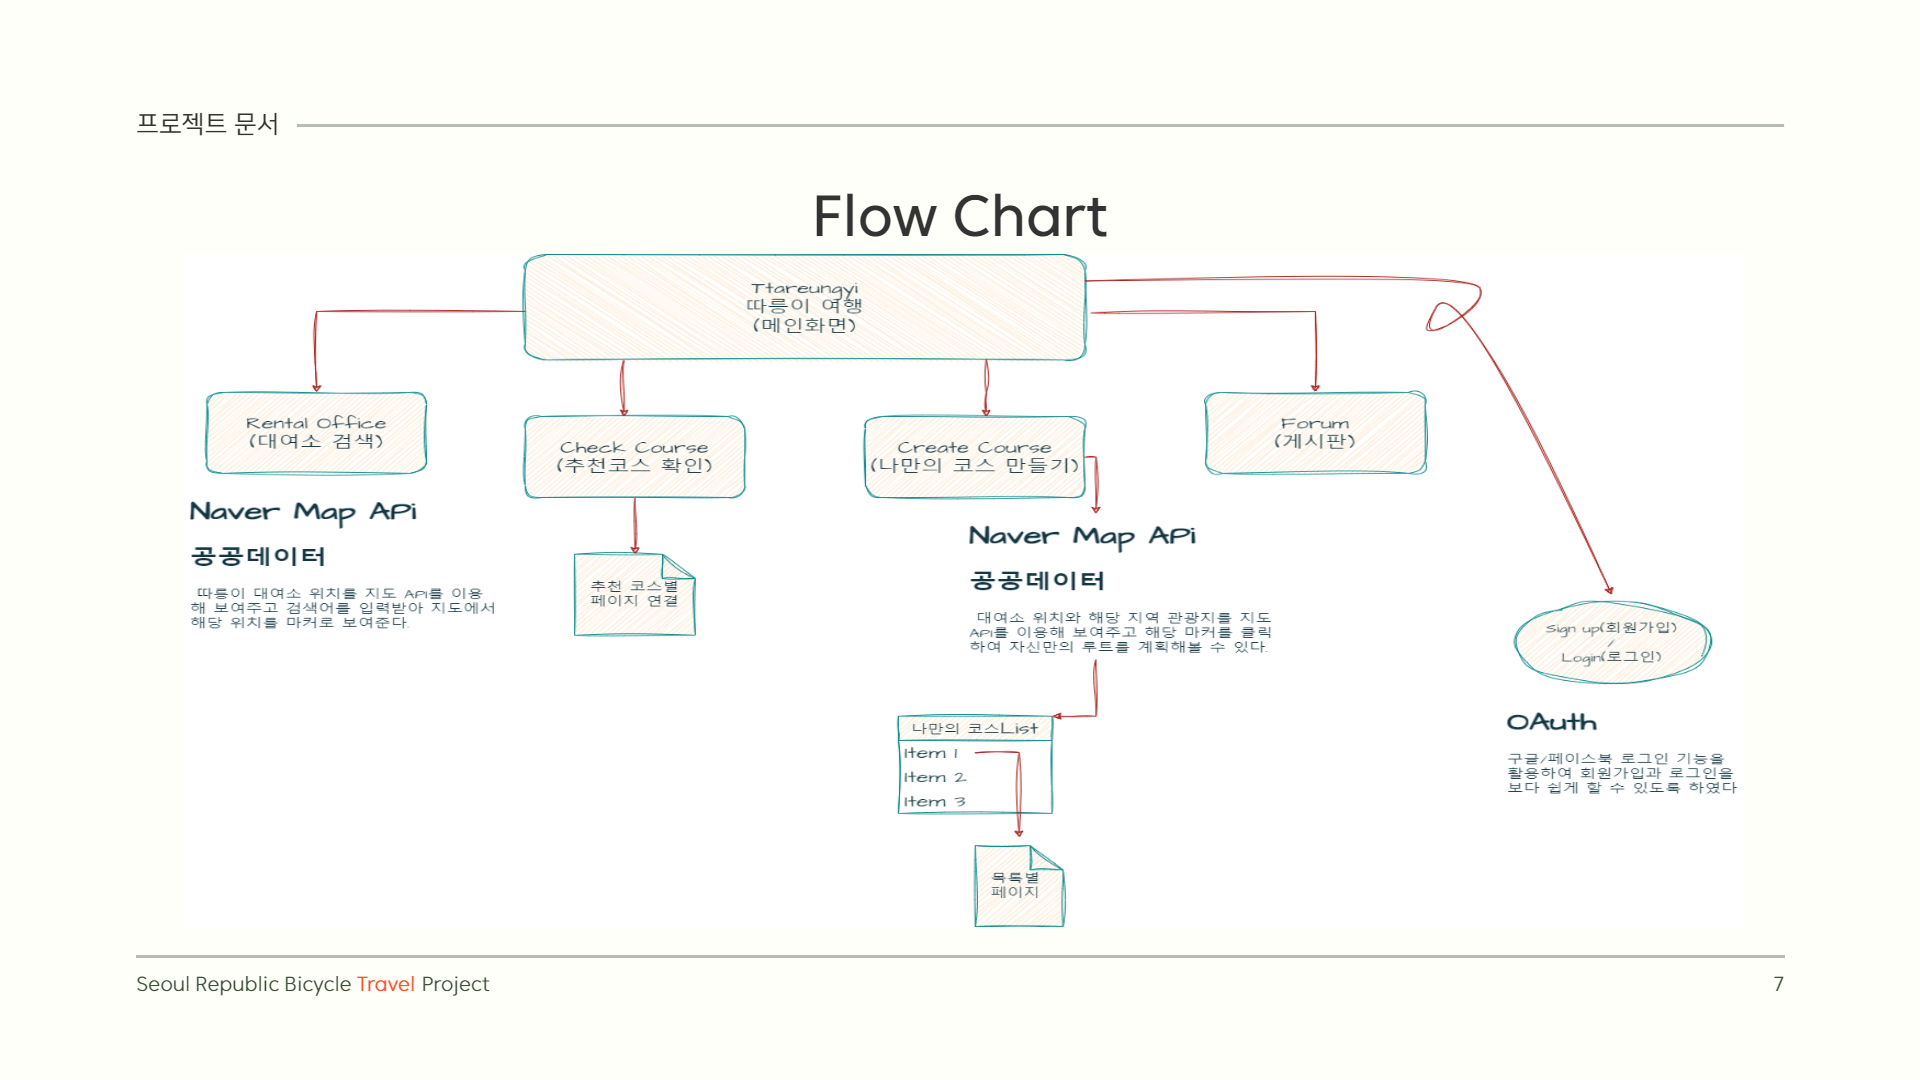 프로젝트 문서
Flow Chart
Ttareungyi
따릉이 여행
(메인화면)
Rental Office
(대여소 검색)
Check Course
(추천코스 확인)
Create Course
(나만의 코스 만들기)
Forum
(게시판)
Naver Map APi
공공데이터
따릉이 대여소 위치를 지도 API를 이용
해 보여주고 검색어를 입력받아 지도에서
해당 위치를 마커로 보여준다.
추천 코스별
페이지 연결
Naver Map APi
공공데이터
대여소 위치와 해당 지역 관광지를 지도
API를 이용해 보여주고 해당 마커를 클릭
하여 자신만의 루트를 계획해볼 수 있다.
나만의 코스List
Item 1
Item 2
Item 3
목록별
페이지
Sign up(회원가입)
/
Login(로그인)
OAuth
구글/페이스북 로그인 기능을
활용하여 회원가입과 로그인을
보다 쉽게 할 수 있도록 하였다
Seoul Republic Bicycle Travel Project
7